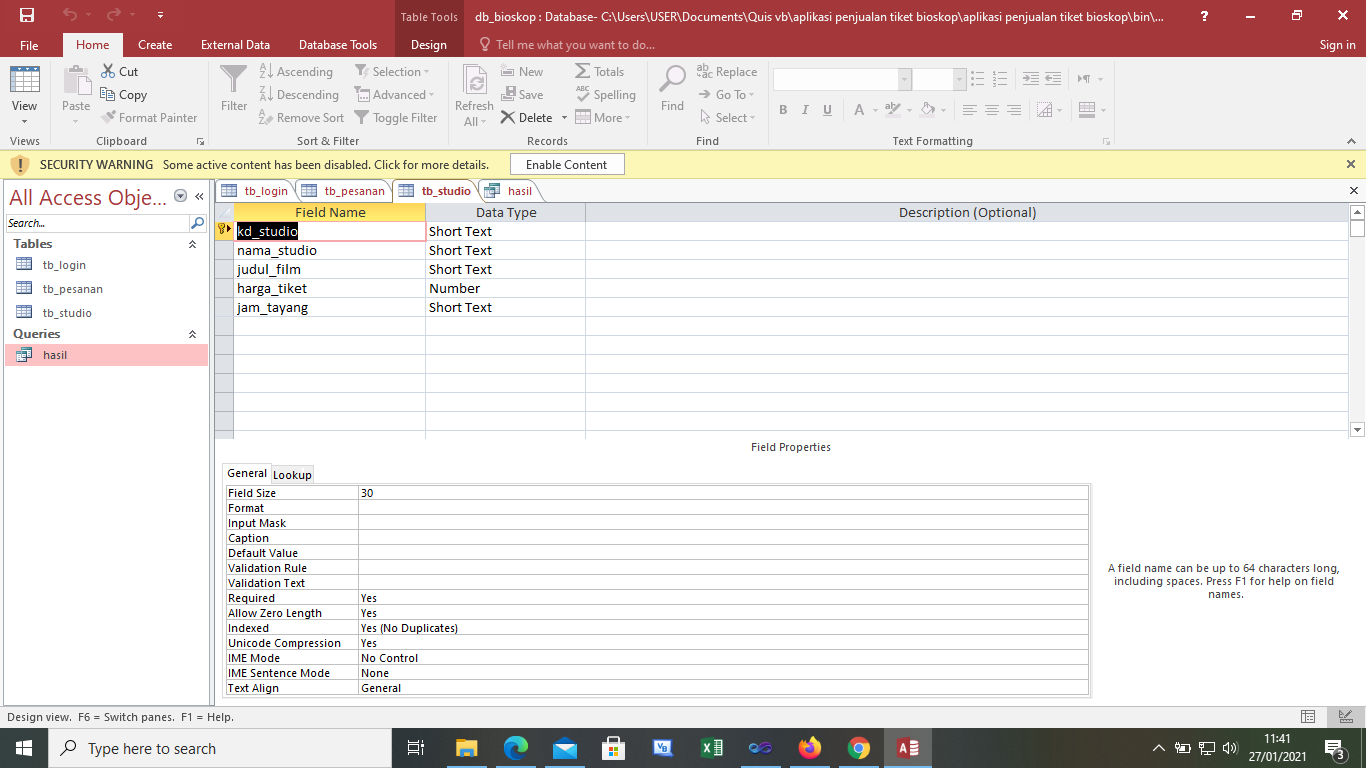 Table Tools
db_bioskop : Database- C:\Users\USER\Documents\Quis vb\aplikasi penjualan tiket bioskop\aplikasi penjualan tiket bioskop\bin\...
?
File Home Create External Data Database Tools Design Tell me what you want to do... Sign in
View
Views
Paste
Cut
Copy
Format Painter
Clipboard
Filter
Ascending
Descending
Remove Sort
Selection
Advanced
Toggle Filter
Sort & Filter
Refresh
All
New
Save
Delete
Totals
Spelling
More
Records
Find
Replace
Go To
Select
Find
B I U A
Text Formatting
SECURITY WARNING Some active content has been disabled. Click for more details. Enable Content
All Access Obje...
Search...
Tables
tb_login
tb_pesanan
tb_studio
Queries
hasil
tb_login tb_pesanan tb_studio hasil
Field Name Data Type Description (Optional)
kd_studio Short Text
nama_studio Short Text
judul_film Short Text
harga_tiket Number
jam_tayang Short Text
Field Properties
General Lookup
Field Size 30
Format
Input Mask
Caption
Default Value
Validation Rule
Validation Text
Required Yes
Allow Zero Length Yes
Indexed Yes (No Duplicates)
Unicode Compression Yes
IME Mode No Control
IME Sentence Mode None
Text Align General
A field name can be up to 64 characters long,
including spaces. Press F1 for help on field
names.
Design view. F6 = Switch panes. F1 = Help.
Type here to search
11:41
27/01/2021
3